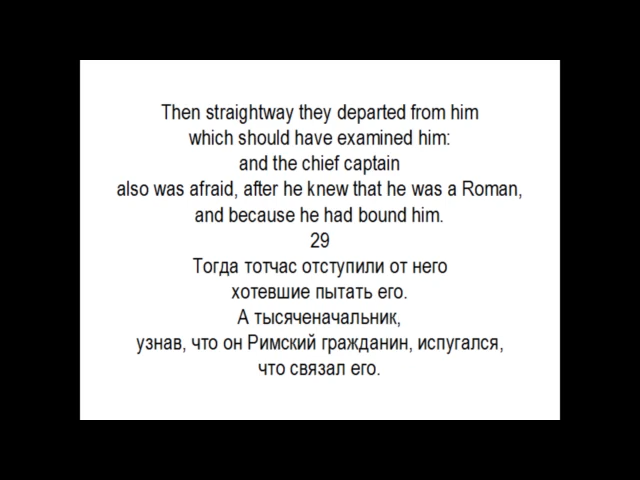 Then straightway they departed from him
which should have examined him:
and the chief captain
also was afraid, after he knew that he was a Roman,
and because he had bound him.
29
Тогда тотчас отступили от него
хотевшие пытать его.
А тысяченачальник,
узнав, что он Римский гражданин, испугался,
что связал его.